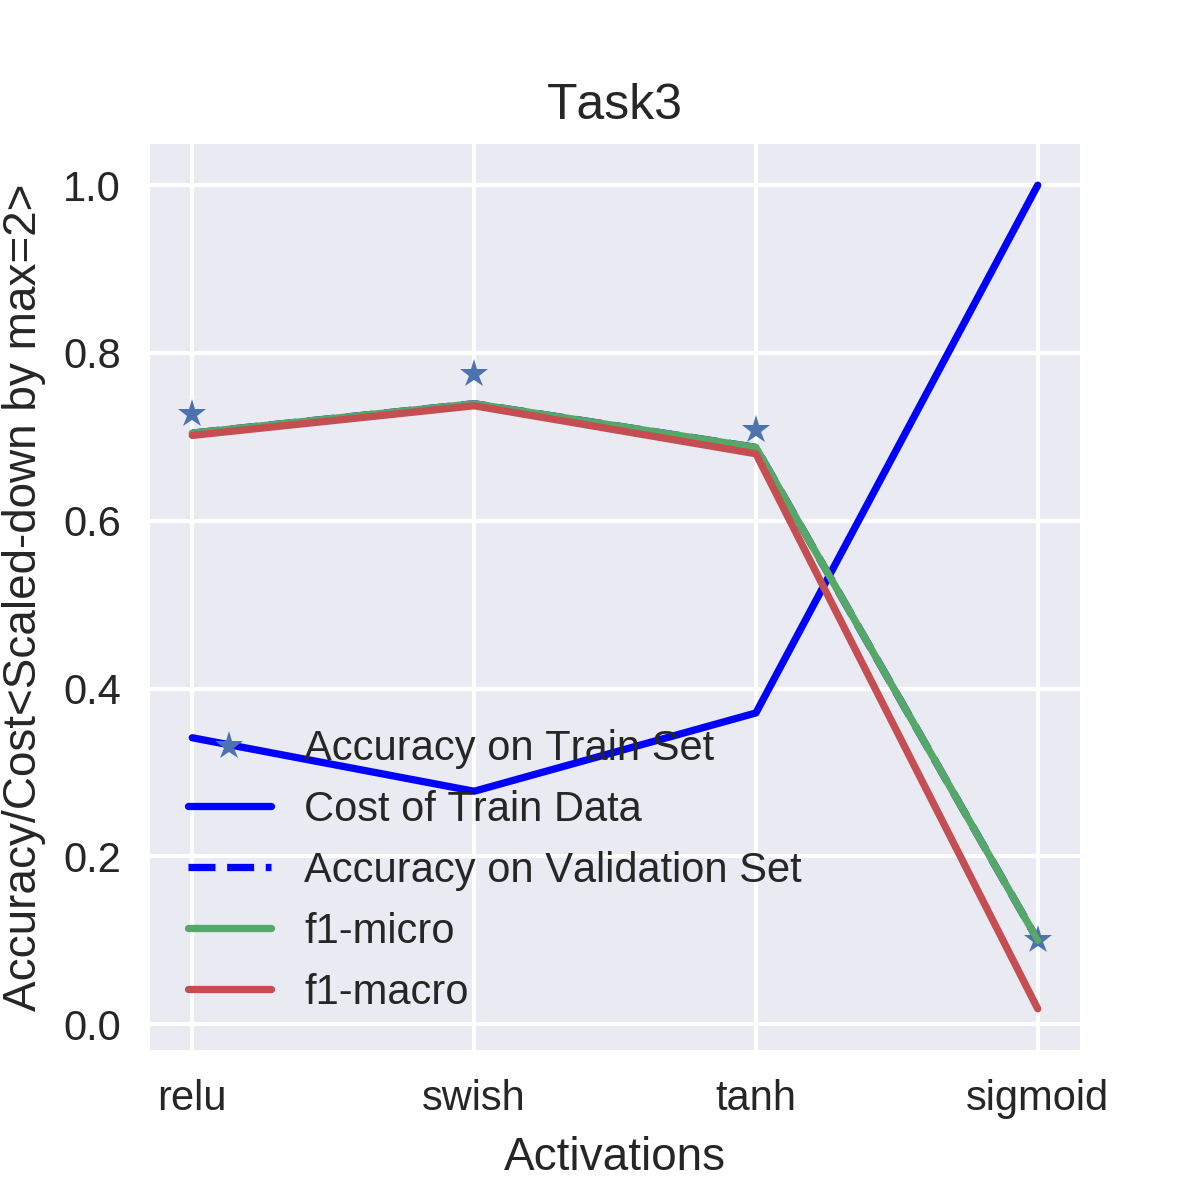 Task3
Accuracy/Cost<Scaled-down by max=2>
1.0
0.8
0.6
0.4
0.2
0.0
Accuracy on Train Set
Cost of Train Data
Accuracy on Validation Set
f1-micro
f1-macro
relu swish tanh sigmoid
Activations